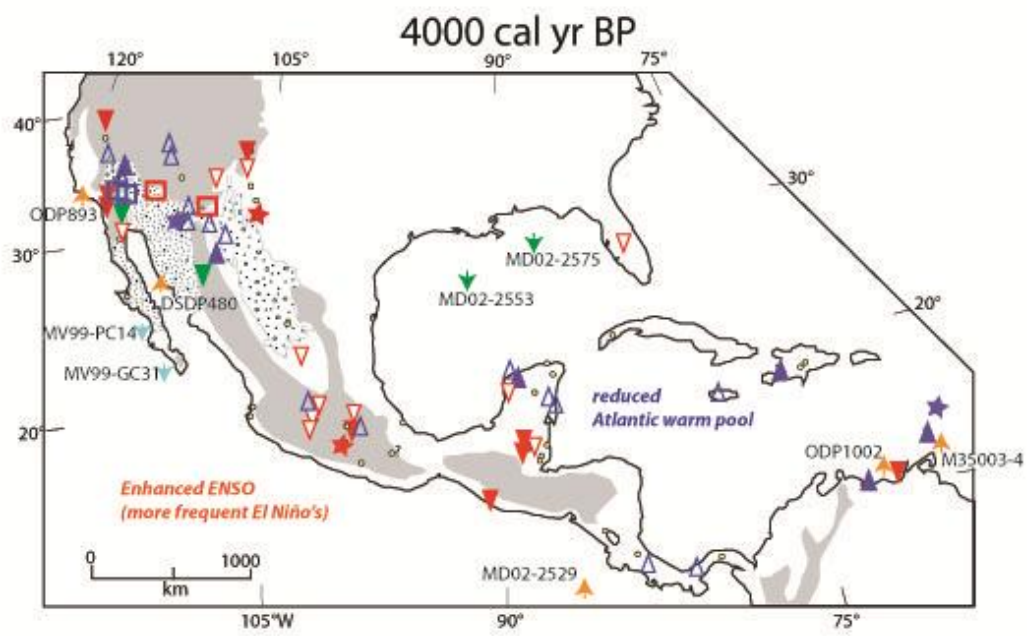 4000 cal yr BP
120°
105°
90°
75°
40°
30°
ODP893
30°
MD02-2575
DSDP480
MD02-2553
20°
MV99-PC14
MV99-GC31
reduced
Atlantic warm pool
20°
?
ODP1002
M35003-4
Enhanced ENSO
(more frequent El Niño's)
0
1000
km
MD02-2529
105°W
90°
75°